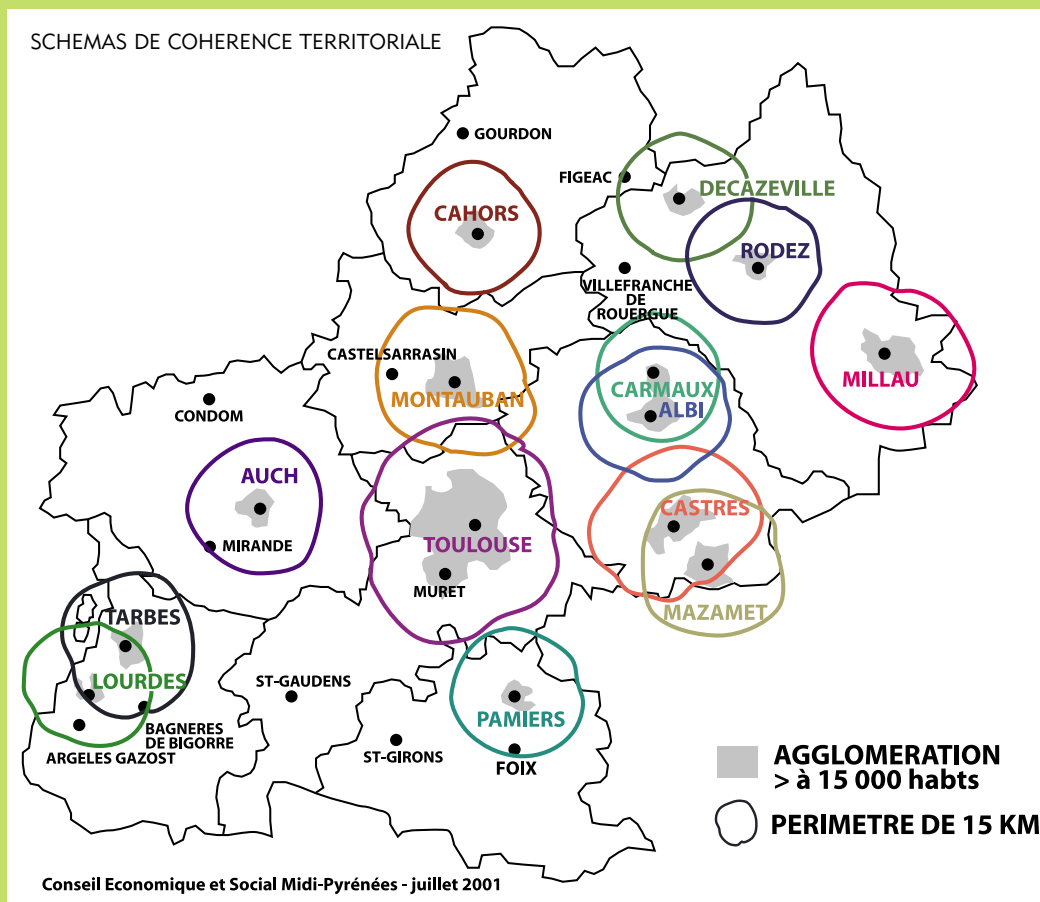 SCHEMAS DE COHERENCE TERRITORIALE
GOURDON
FIGEAC
DECAZEVILLE
CAHORS
RODEZ
VILLEFRANCHE
DE
ROUERGUE
CASTELSARRASIN
MONTAUBAN
CARMAUX
ALBI
MILLAU
CONDOM
AUCH
MIRANDE
CASTRES
TOULOUSE
MURET
MAZAMET
TARBES
LOURDES
ST-GAUDENS
PAMIERS
BAGNERES
DE BIGORRE
ARGELES GAZOST
ST-GIRONS
FOIX
AGGLOMERATION
> à 15 000 habts
PERIMETRE DE 15 KM
Conseil Economique et Social Midi-Pyrénées - juillet 2001